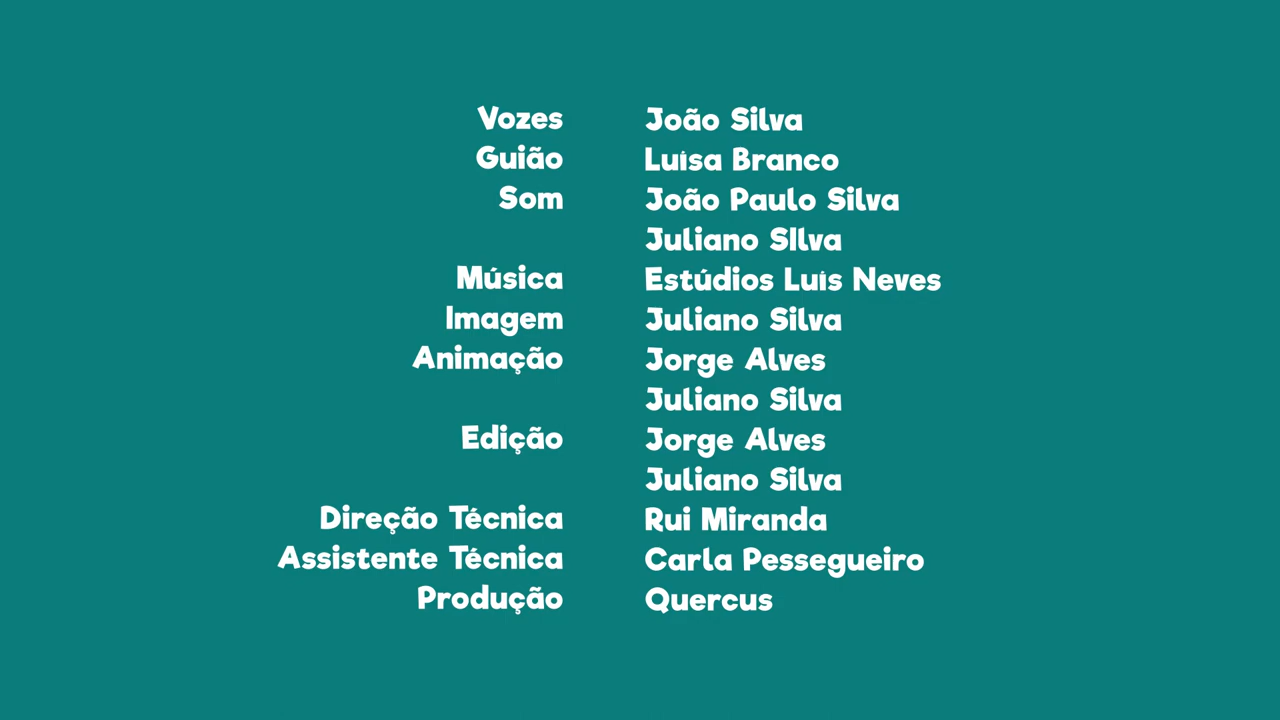 Vozes João Silva
Guião Luísa Branco
Som João Paulo Silva
Juliano SIlva
Música Estúdios Luís Neves
Imagem Juliano Silva
Animação Jorge Alves
Juliano Silva
Edição Jorge Alves
Juliano Silva
Direção Técnica Rui Miranda
Assistente Técnica Carla Pessegueiro
Produção Quercus